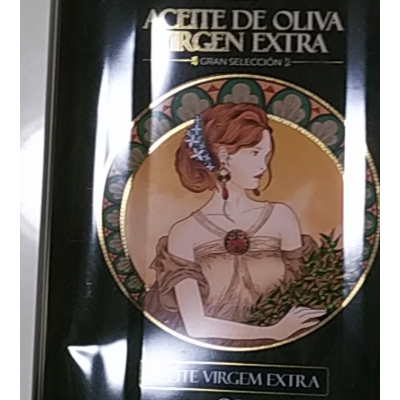 ACEITE DE OLIVA
VIRGEN EXTRA
GRAN SELECCIÓN
VIRGEM EXTRA